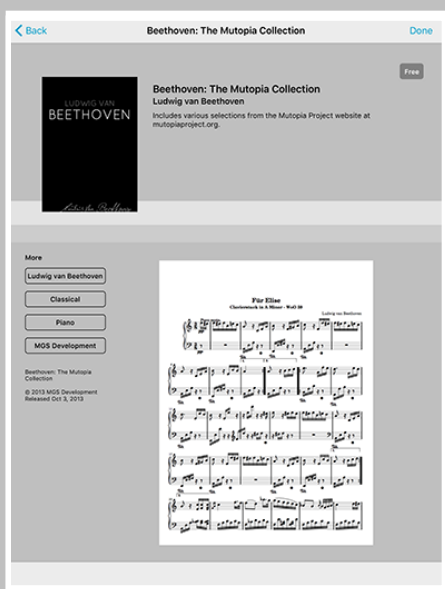 Back
Beethoven: The Mutopia Collection
Done
Free
LUDWIG VAN
BEETHOVEN
Beethoven: The Mutopia Collection
Ludwig van Beethoven
Includes various selections from the Mutopia Project website at
mutopiaproject.org.
More
Ludwig van Beethoven
Classical
Piano
MGS Development
Beethoven: The Mutopia
Collection
© 2013 MGS Development
Released Oct 3, 2013
Für Elise
Clavierstuck in A Minor - WoO 59
Ludwig van Beethoven